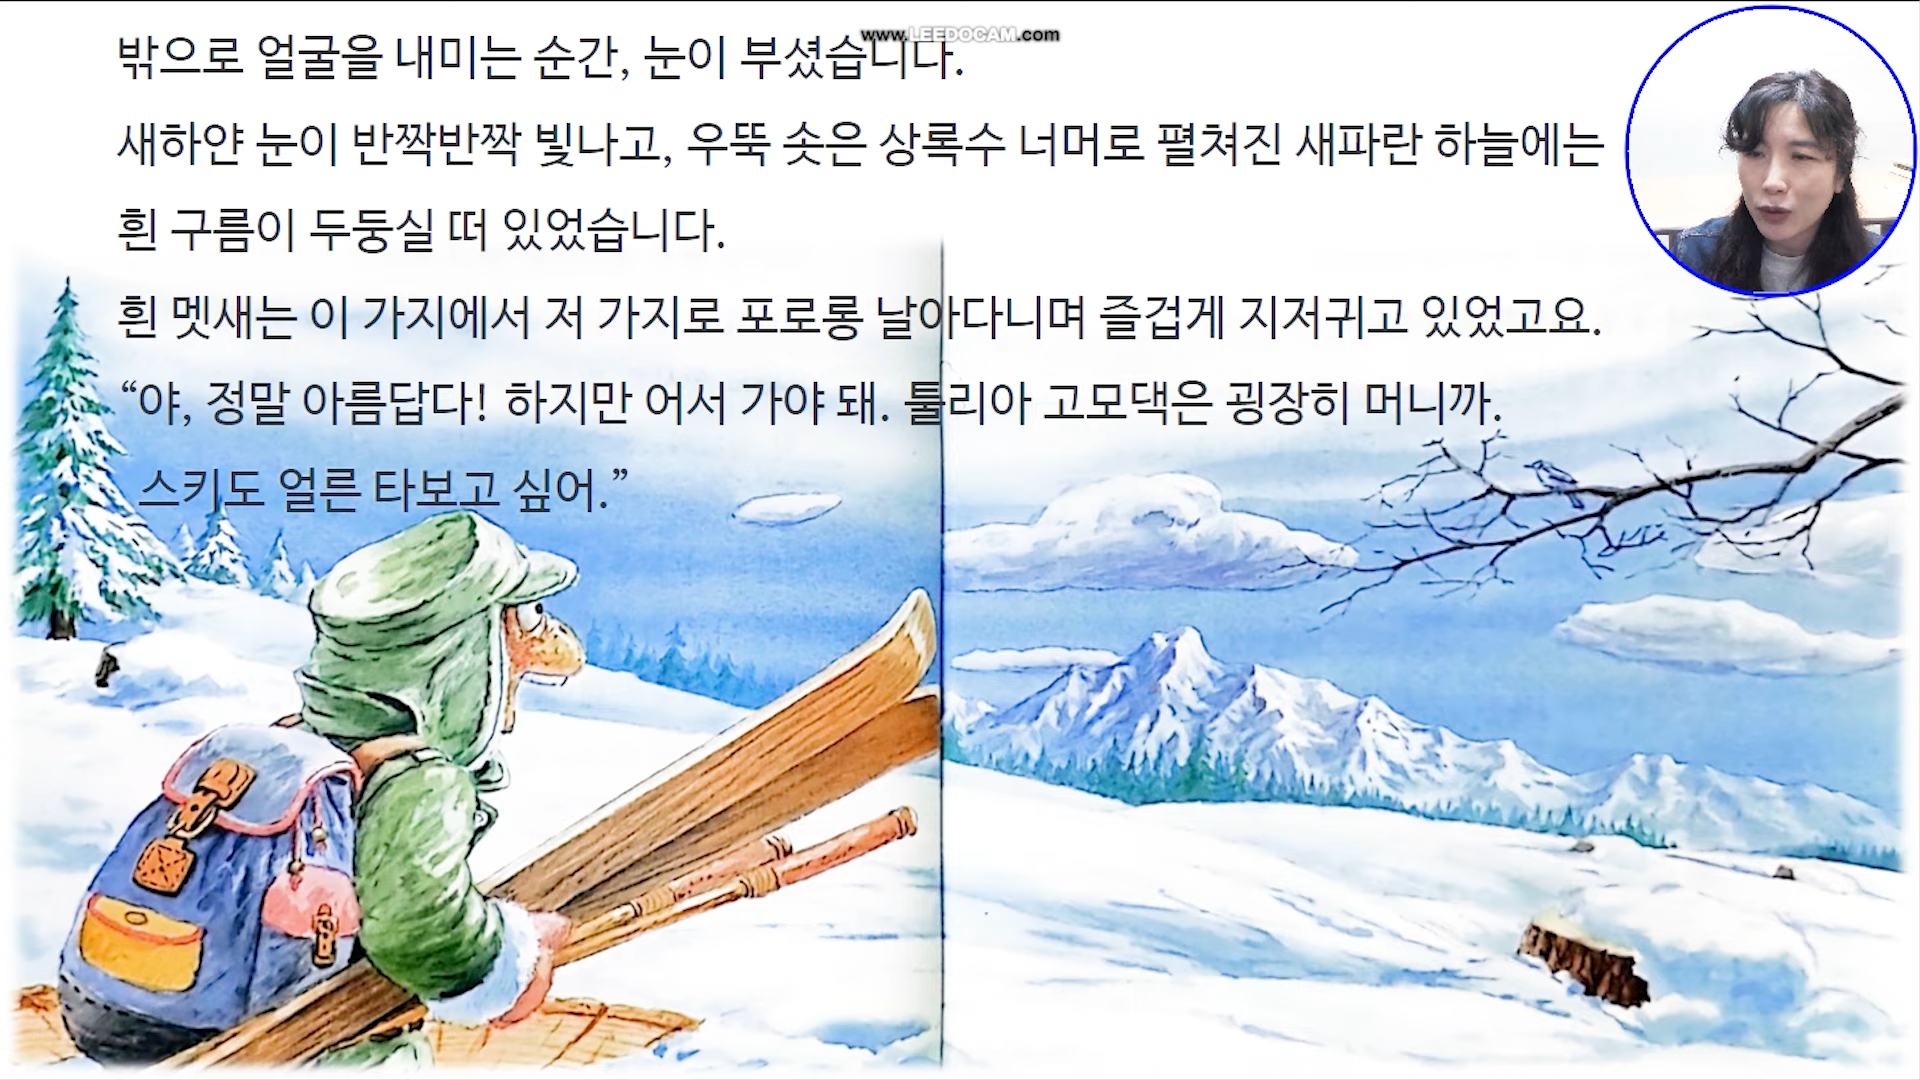 www.LEEDOCAM.com
밖으로 얼굴을 내미는 순간, 눈이 부셨습니다.
새하얀 눈이 반짝반짝 빛나고, 우뚝 솟은 상록수 너머로 펼쳐진 새파란 하늘에는
흰 구름이 두둥실 떠 있었습니다.
흰 멧새는 이 가지에서 저 가지로 포로롱 날아다니며 즐겁게 지저귀고 있었고요.
“야, 정말 아름답다! 하지만 어서 가야 돼. 툴리아 고모댁은 굉장히 머니까.
스키도 얼른 타보고 싶어.”